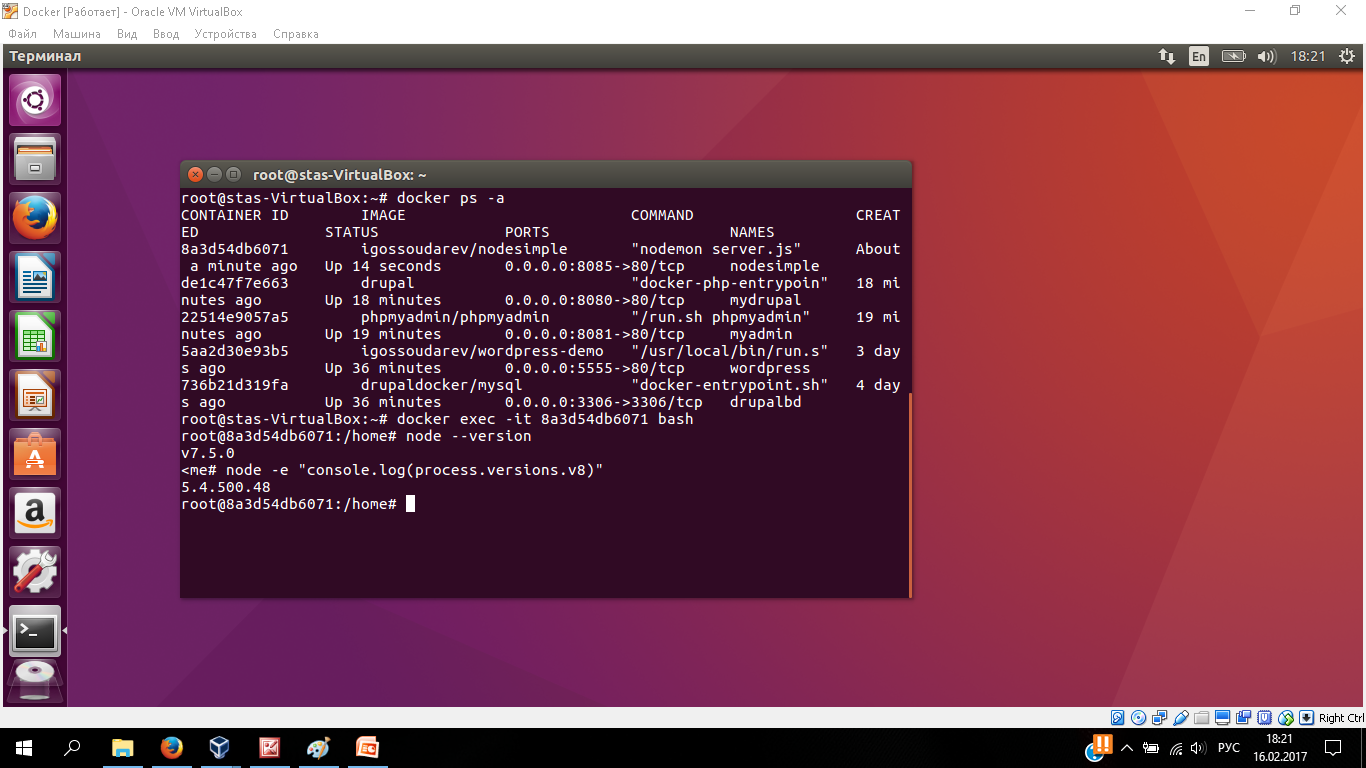 Docker [Работает] - Oracle VM VirtualBox
Файл Машина Вид Ввод Устройства Справка
Терминал
En
18:21
root@stas-VirtualBox: ~
root@stas-VirtualBox:~# docker ps -a
CONTAINER ID        IMAGE                         COMMAND                  CREAT
ED             STATUS              PORTS                    NAMES
8a3d54db6071        igossoudarev/nodesimple       "nodemon server.js"      About
 a minute ago   Up 14 seconds       0.0.0.0:8085->80/tcp     nodesimple
de1c47f7e663        drupal                        "docker-php-entrypoin"   18 mi
nutes ago       Up 18 minutes       0.0.0.0:8080->80/tcp     mydrupal
22514e9057a5        phpmyadmin/phpmyadmin         "/run.sh phpmyadmin"     19 mi
nutes ago       Up 19 minutes       0.0.0.0:8081->80/tcp     myadmin
5aa2d30e93b5        igossoudarev/wordpress-demo   "/usr/local/bin/run.s"   3 day
s ago           Up 36 minutes       0.0.0.0:5555->80/tcp     wordpress
736b21d319fa        drupaldocker/mysql            "docker-entrypoint.sh"   4 day
s ago           Up 36 minutes       0.0.0.0:3306->3306/tcp   drupalbd
root@stas-VirtualBox:~# docker exec -it 8a3d54db6071 bash
root@8a3d54db6071:/home# node --version
v7.5.0
<me# node -e "console.log(process.versions.v8)"
5.4.500.48
root@8a3d54db6071:/home#
Right Ctrl
РУС
18:21
16.02.2017